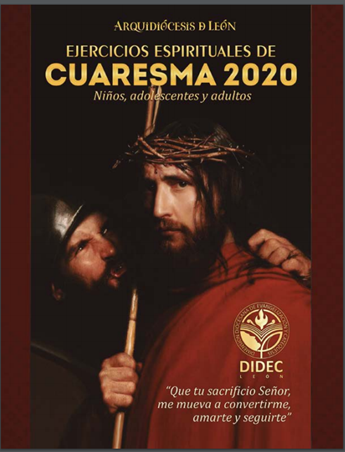 ARQUIDIÓCESIS D LEÓN
EJERCICIOS ESPIRITUALES DE
CUARESMA 2020
Niños, adolescentes y adultos
DIDEC
LEÓN
"Que tu sacrificio Señor,
me mueva a convertirme,
amarte y seguirte"